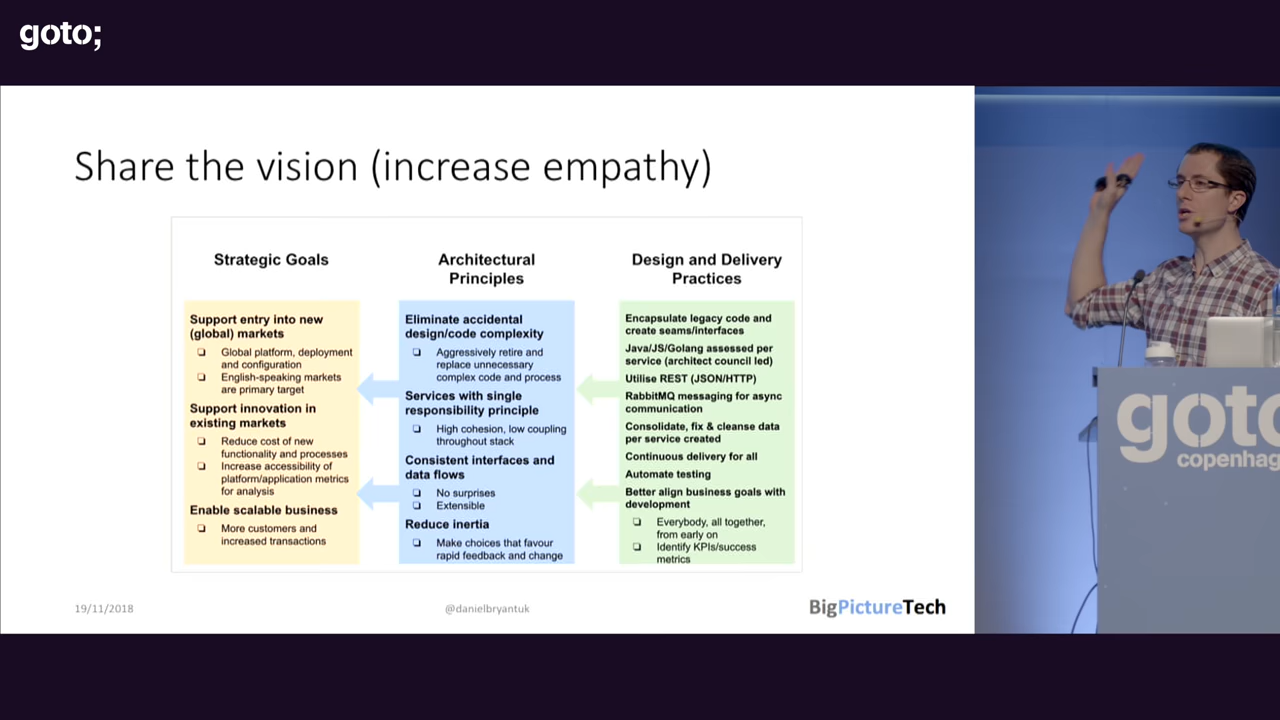 goto;
Share the vision (increase empathy)
Strategic Goals
Support entry into new
(global) markets
Global platform, deployment
and configuration
English-speaking markets
are primary target
Support innovation in
existing markets
Reduce cost of new
functionality and processes
Increase accessibility of
platform/application metrics
for analysis
Enable scalable business
More customers and
increased transactions
Architectural
Principles
Eliminate accidental
design/code complexity
Aggressively retire and
replace unnecessary
complex code and process
Services with single
responsibility principle
High cohesion, low coupling
throughout stack
Consistent interfaces and
data flows
No surprises
Extensible
Reduce inertia
Make choices that favour
rapid feedback and change
Design and Delivery
Practices
Encapsulate legacy code and
create seams/interfaces
Java/JS/Golang assessed per
service (architect council led)
Utilise REST (JSON/HTTP)
RabbitMQ messaging for async
communication
Consolidate, fix & cleanse data
per service created
Continuous delivery for all
Automate testing
Better align business goals with
development
Everybody, all together,
from early on
Identify KPIs/success
metrics
19/11/2018
@danielbryantuk
BigPictureTech
goto
copenhag